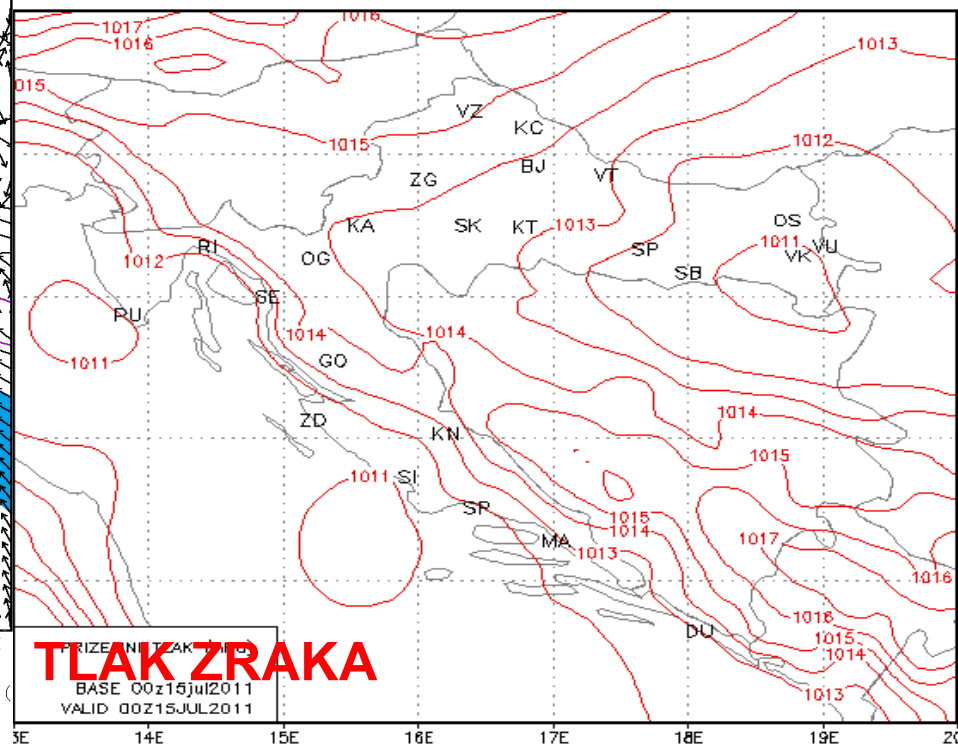 1016
1017
1016
1013
1015
VZ
KC
1015
1012
BJ
ZG
VT
KA
SK
KT
1013
OS
RI
1011
VU
SP
VK
OG
1012
SB
SE
PU
1014
1014
1011
GO
1014
ZD
KN
1015
1011
SI
SP
1015
1014
MA
1013
1017
1016
1016
DU
1015
1014
1013
TLAK ZRAKA
BASE 00z15jul2011
VALID 00Z15JUL2011
14E 15E 16E 17E 18E 19E